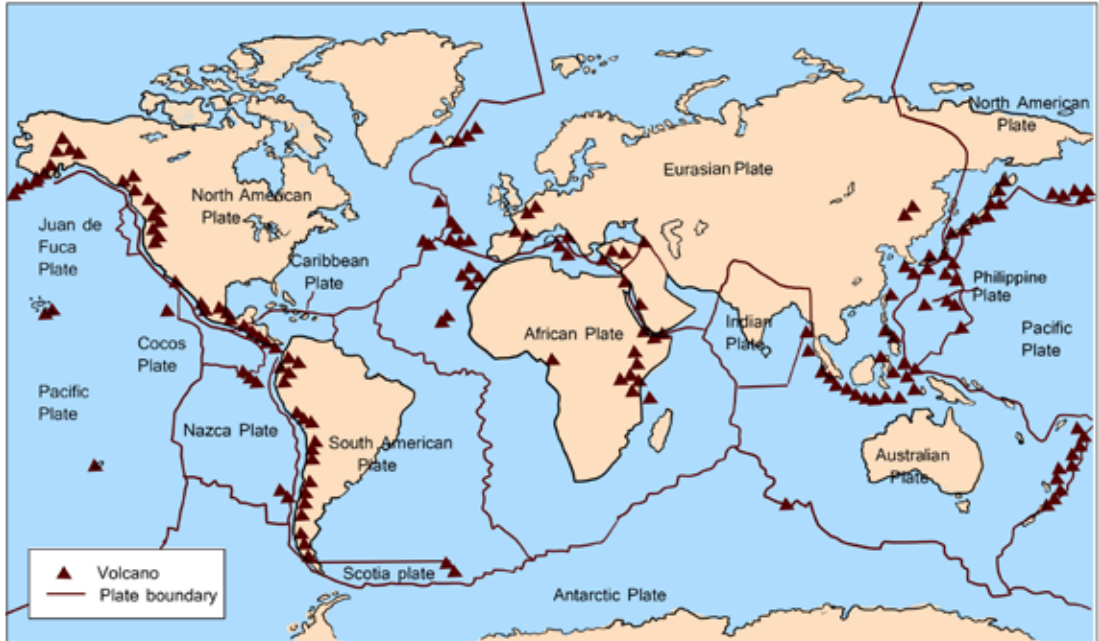 North American
Plate
Eurasian Plate
North American
Plate
Juan de
Fuca
Plate
Caribbean
Plate
Philippine
Plate
African Plate
Indian
Plate
Cocos
Plate
Pacific
Plate
Pacific
Plate
Nazca Plate
South American
Plate
Australian
Plate
Scotia plate
Antarctic Plate
Volcano
Plate boundary